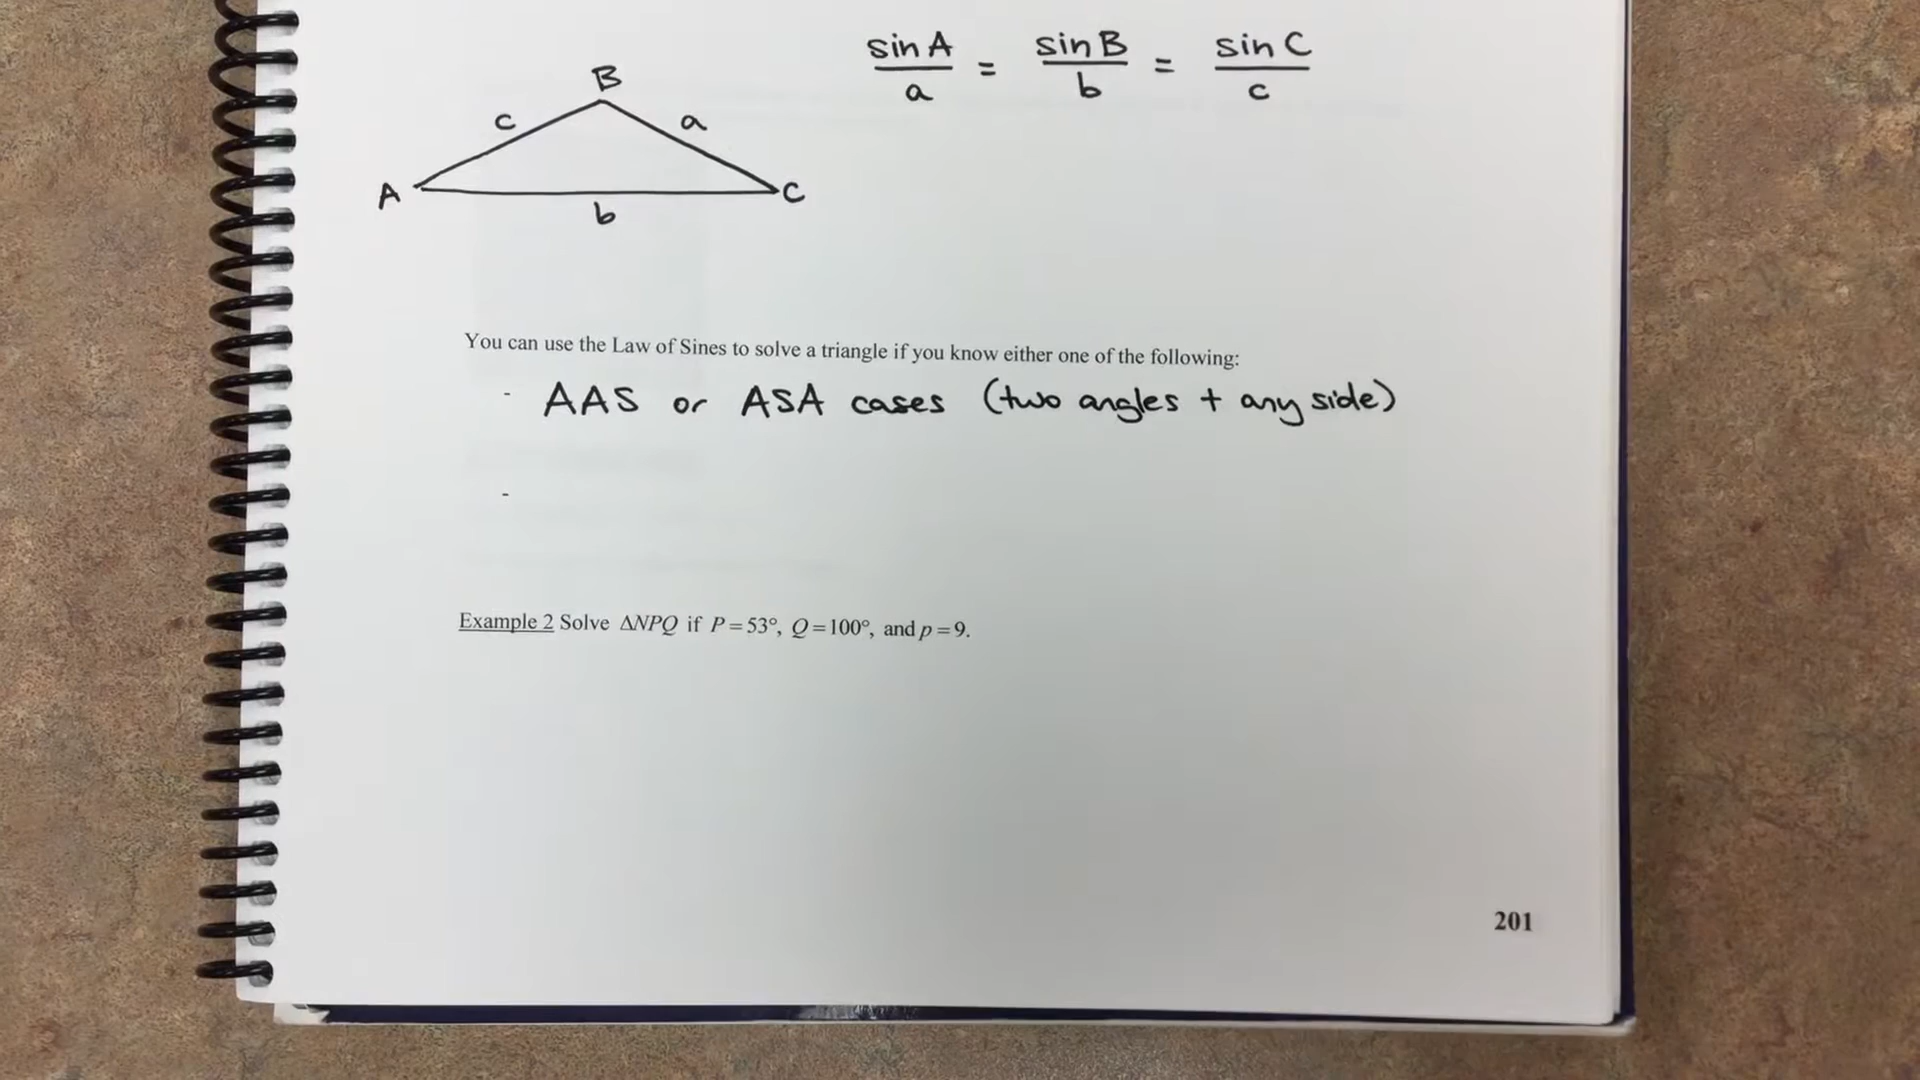 sin A / a = sin B / b = sin C / c
B
c a
A C
b
You can use the Law of Sines to solve a triangle if you know either one of the following:
- AAS or ASA cases (two angles + any side)
-
Example 2 Solve ΔNPQ if P=53°, Q=100°, and p=9.
201